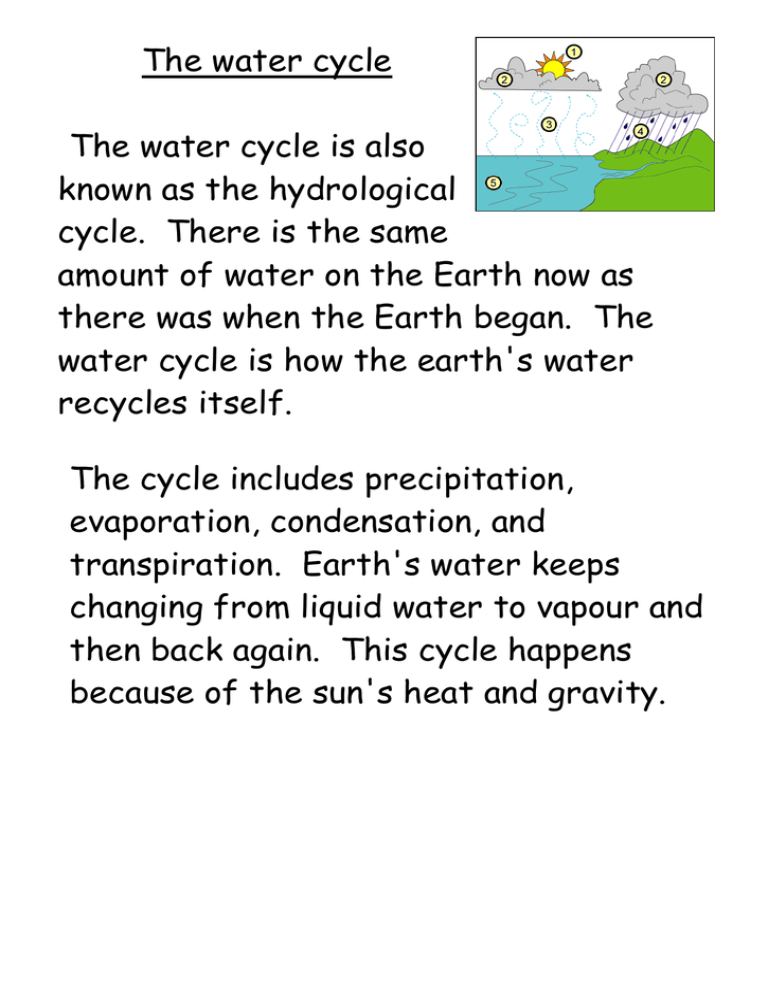 The water cycle
1
2
2
3
4
5
The water cycle is also
known as the hydrological
cycle.  There is the same
amount of water on the Earth now as
there was when the Earth began.  The
water cycle is how the earth's water
recycles itself.
The cycle includes precipitation,
evaporation, condensation, and
transpiration.  Earth's water keeps
changing from liquid water to vapour and
then back again.  This cycle happens
because of the sun's heat and gravity.